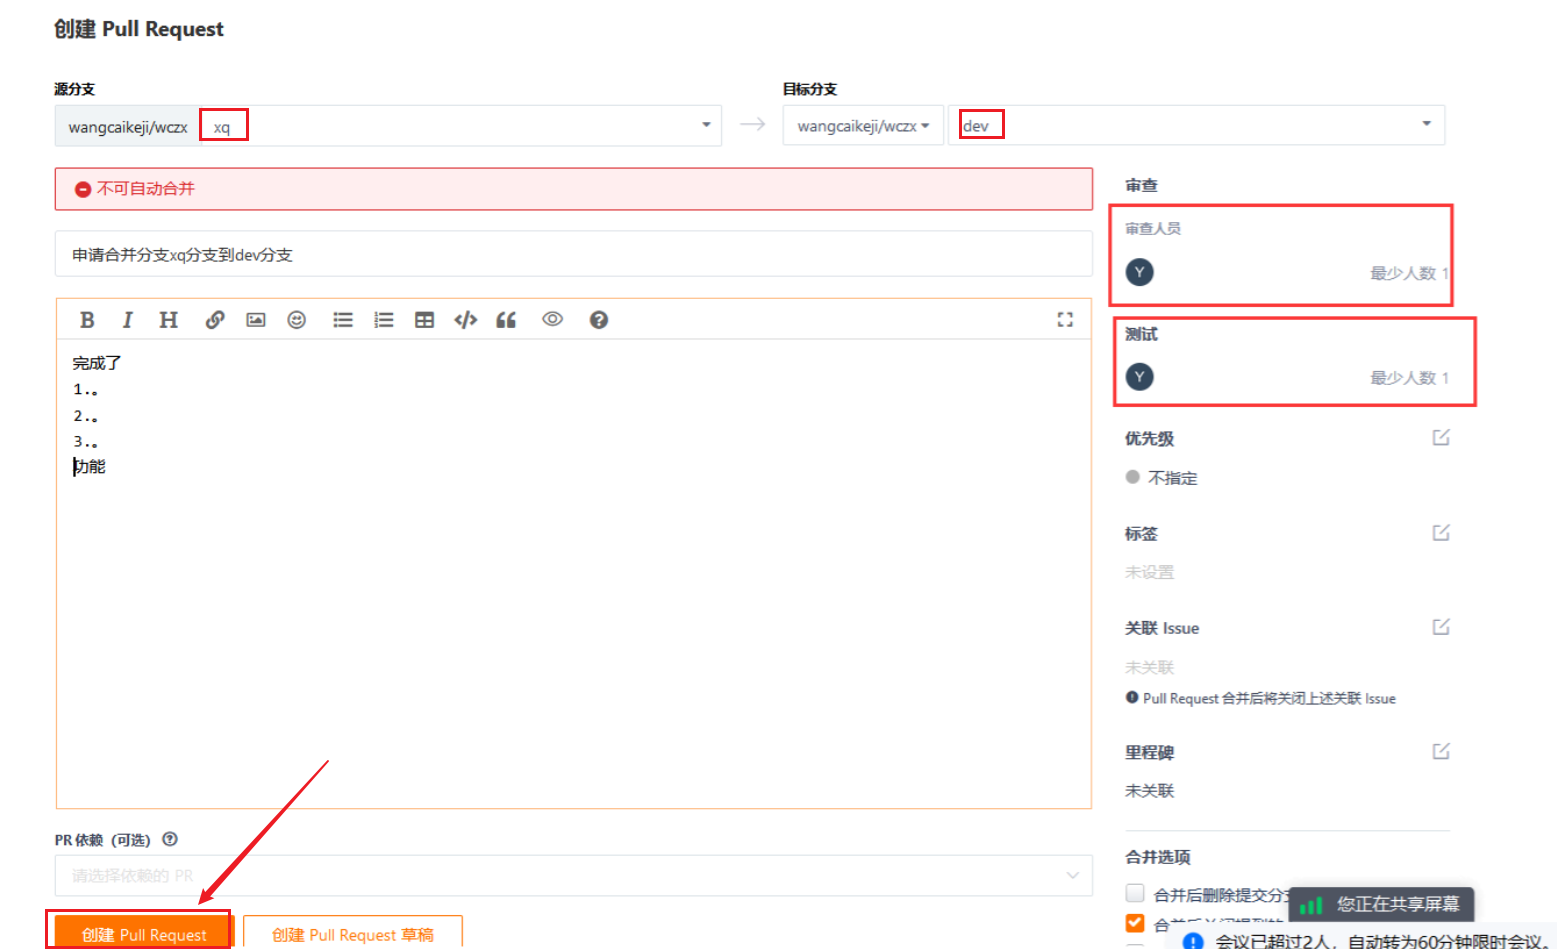 创建 Pull Request
源分支
目标分支
wangcaikeji/wczx
xq
wangcaikeji/wczx
dev
不可自动合并
申请合并分支xq分支到dev分支
完成了
1.。
2.。
3.。
功能
PR 依赖（可选）
请选择依赖的 PR
创建 Pull Request
创建 Pull Request 草稿
审查
审查人员
Y
最少人数 1
测试
Y
最少人数 1
优先级
不指定
标签
未设置
关联 Issue
未关联
Pull Request 合并后将关闭上述关联 Issue
里程碑
未关联
合并选项
合并后删除提交分
您正在共享屏幕
会议已超过2人，自动转为60分钟限时会议